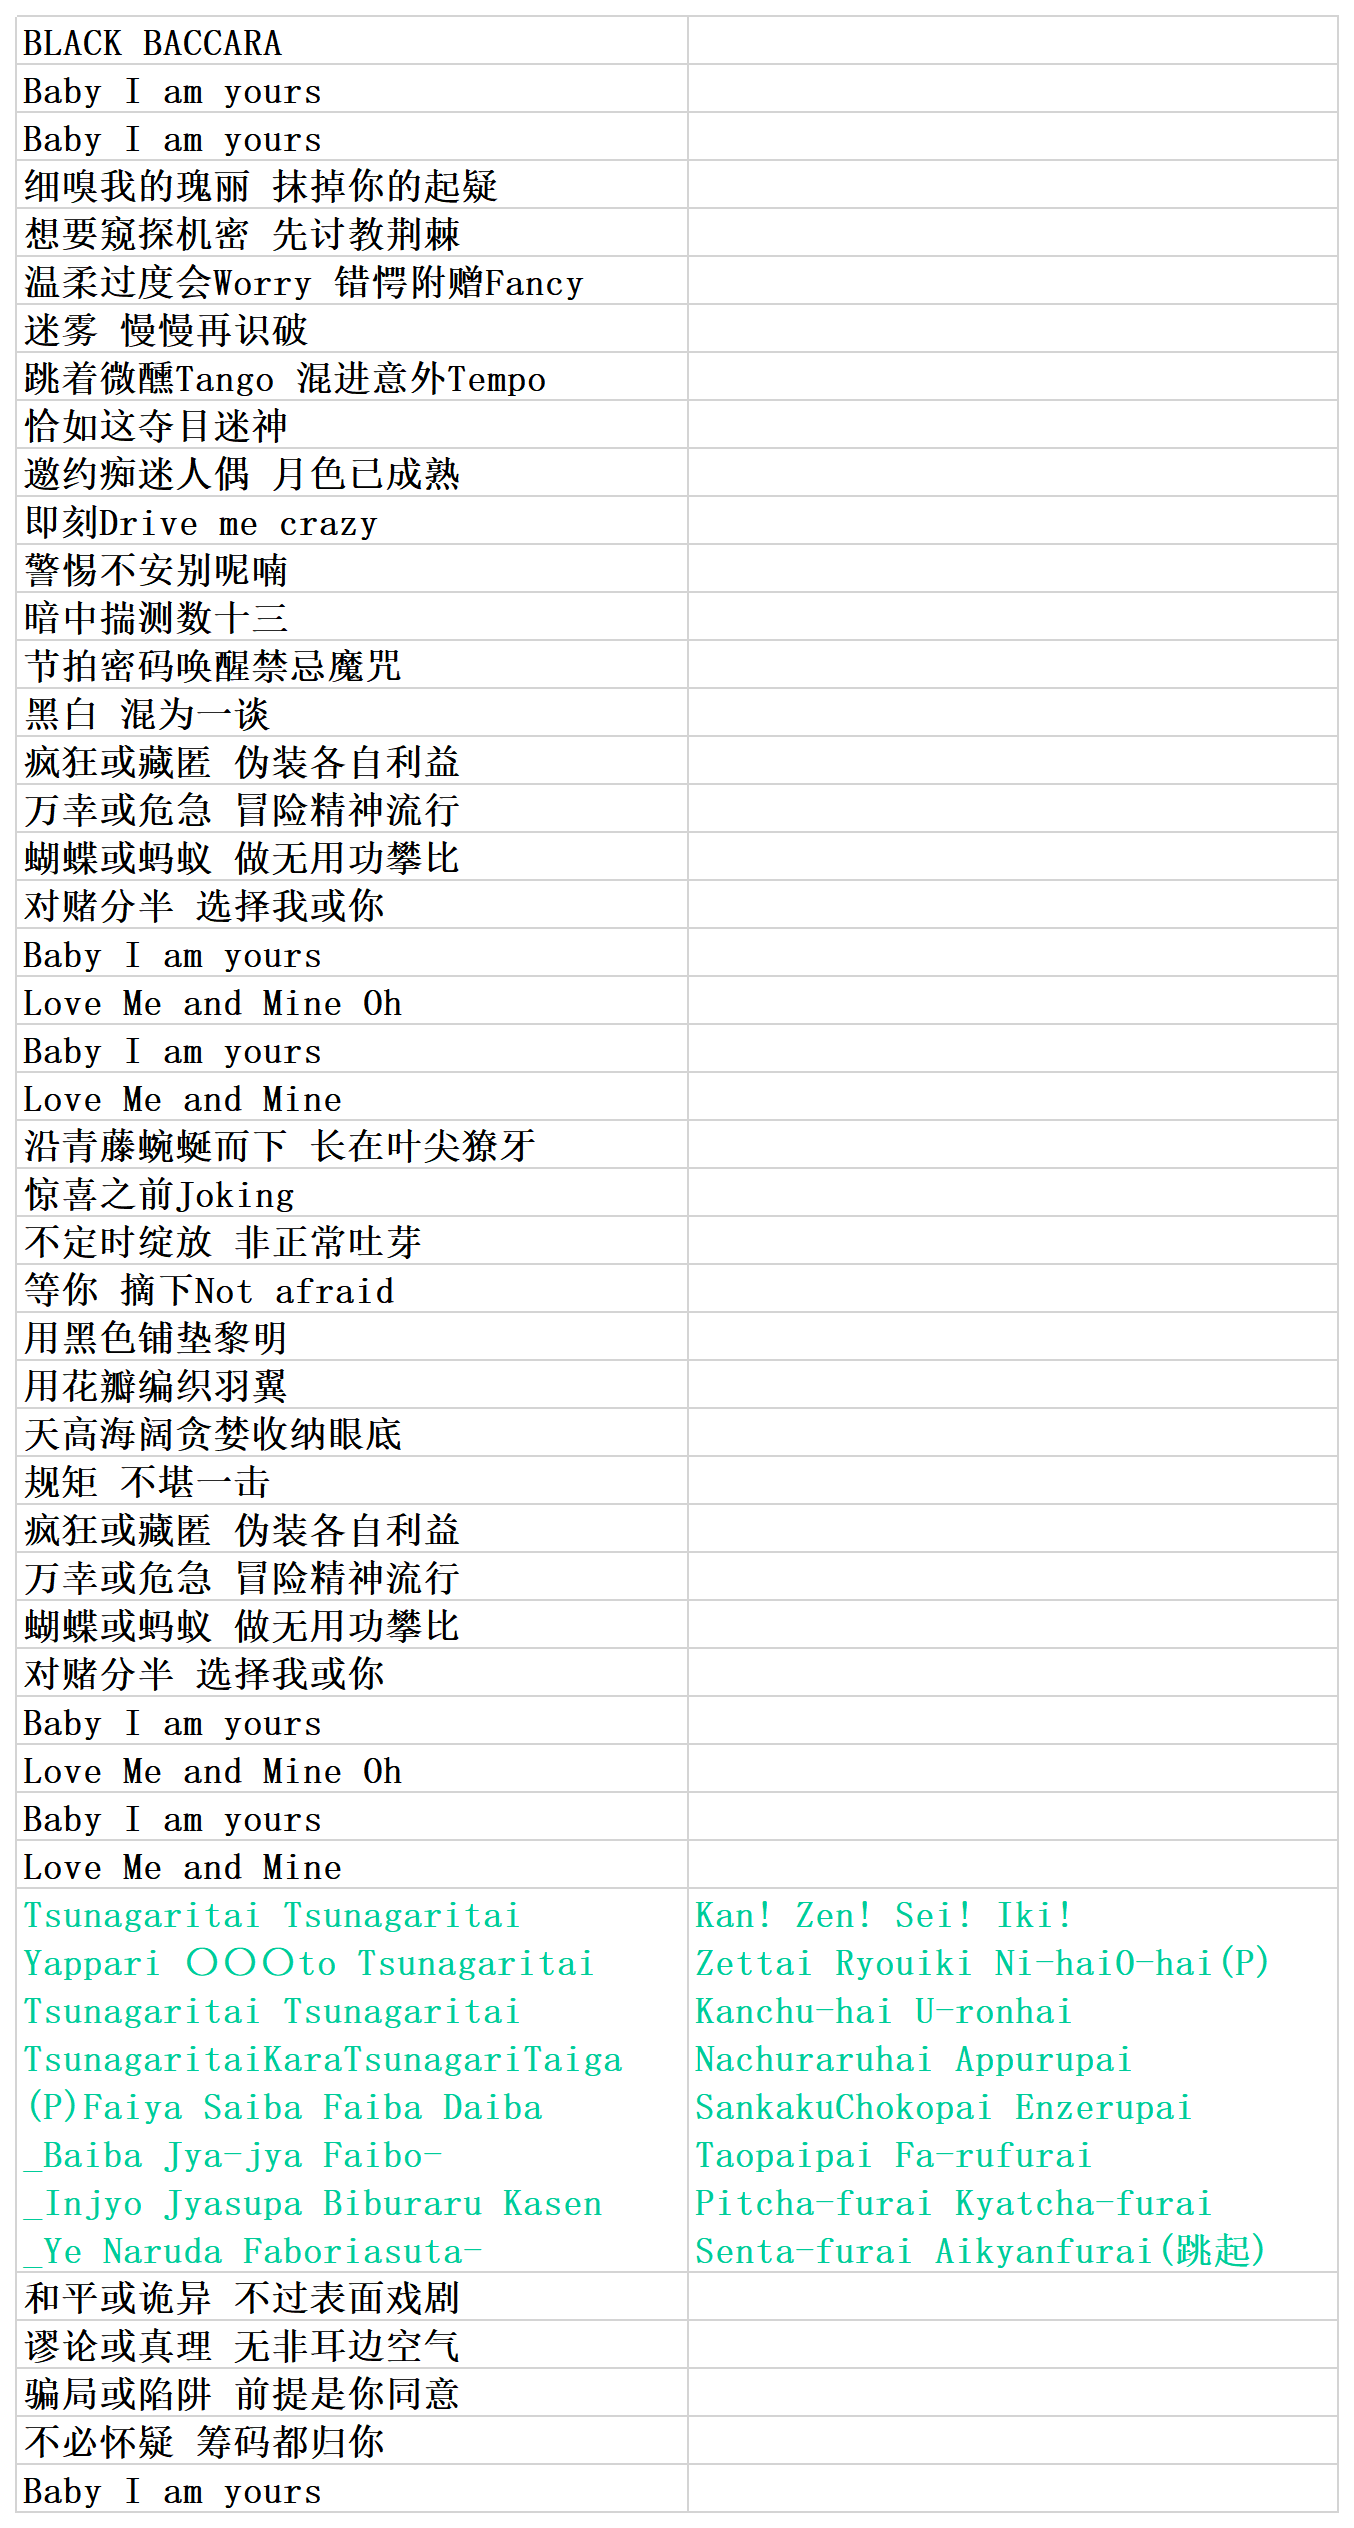 BLACK BACCARA
Baby I am yours
Baby I am yours
细嗅我的瑰丽 抹掉你的起疑
想要窥探机密 先讨教荆棘
温柔过度会Worry 错愕附赠Fancy
迷雾 慢慢再识破
跳着微醺Tango 混进意外Tempo
恰如这夺目迷神
邀约痴迷人偶 月色已成熟
即刻Drive me crazy
警惕不安别呢喃
暗中揣测数十三
节拍密码唤醒禁忌魔咒
黑白 混为一谈
疯狂或藏匿 伪装各自利益
万幸或危急 冒险精神流行
蝴蝶或蚂蚁 做无用功攀比
对赌分半 选择我或你
Baby I am yours
Love Me and Mine Oh
Baby I am yours
Love Me and Mine
沿青藤蜿蜒而下 长在叶尖獠牙
惊喜之前Joking
不定时绽放 非正常吐芽
等你 摘下Not afraid
用黑色铺垫黎明
用花瓣编织羽翼
天高海阔贪婪收纳眼底
规矩 不堪一击
疯狂或藏匿 伪装各自利益
万幸或危急 冒险精神流行
蝴蝶或蚂蚁 做无用功攀比
对赌分半 选择我或你
Baby I am yours
Love Me and Mine Oh
Baby I am yours
Love Me and Mine
Tsunagaritai Tsunagaritai
Yappari 〇〇〇to Tsunagaritai
Tsunagaritai Tsunagaritai
TsunagaritaiKaraTsunagariTaiga
(P)Faiya Saiba Faiba Daiba
_Baiba Jya-jya Faibo-
_Injyo Jyasupa Biburaru Kasen
_Ye Naruda Faboriasuta-
Kan! Zen! Sei! Iki!
Zettai Ryouiki Ni-haiO-hai(P)
Kanchu-hai U-ronhai
Nachuraruhai Appurupai
SankakuChokopai Enzerupai
Taopaipai Fa-rufurai
Pitcha-furai Kyatcha-furai
Senta-furai Aikyanfurai(跳起)
和平或诡异 不过表面戏剧
谬论或真理 无非耳边空气
骗局或陷阱 前提是你同意
不必怀疑 筹码都归你
Baby I am yours